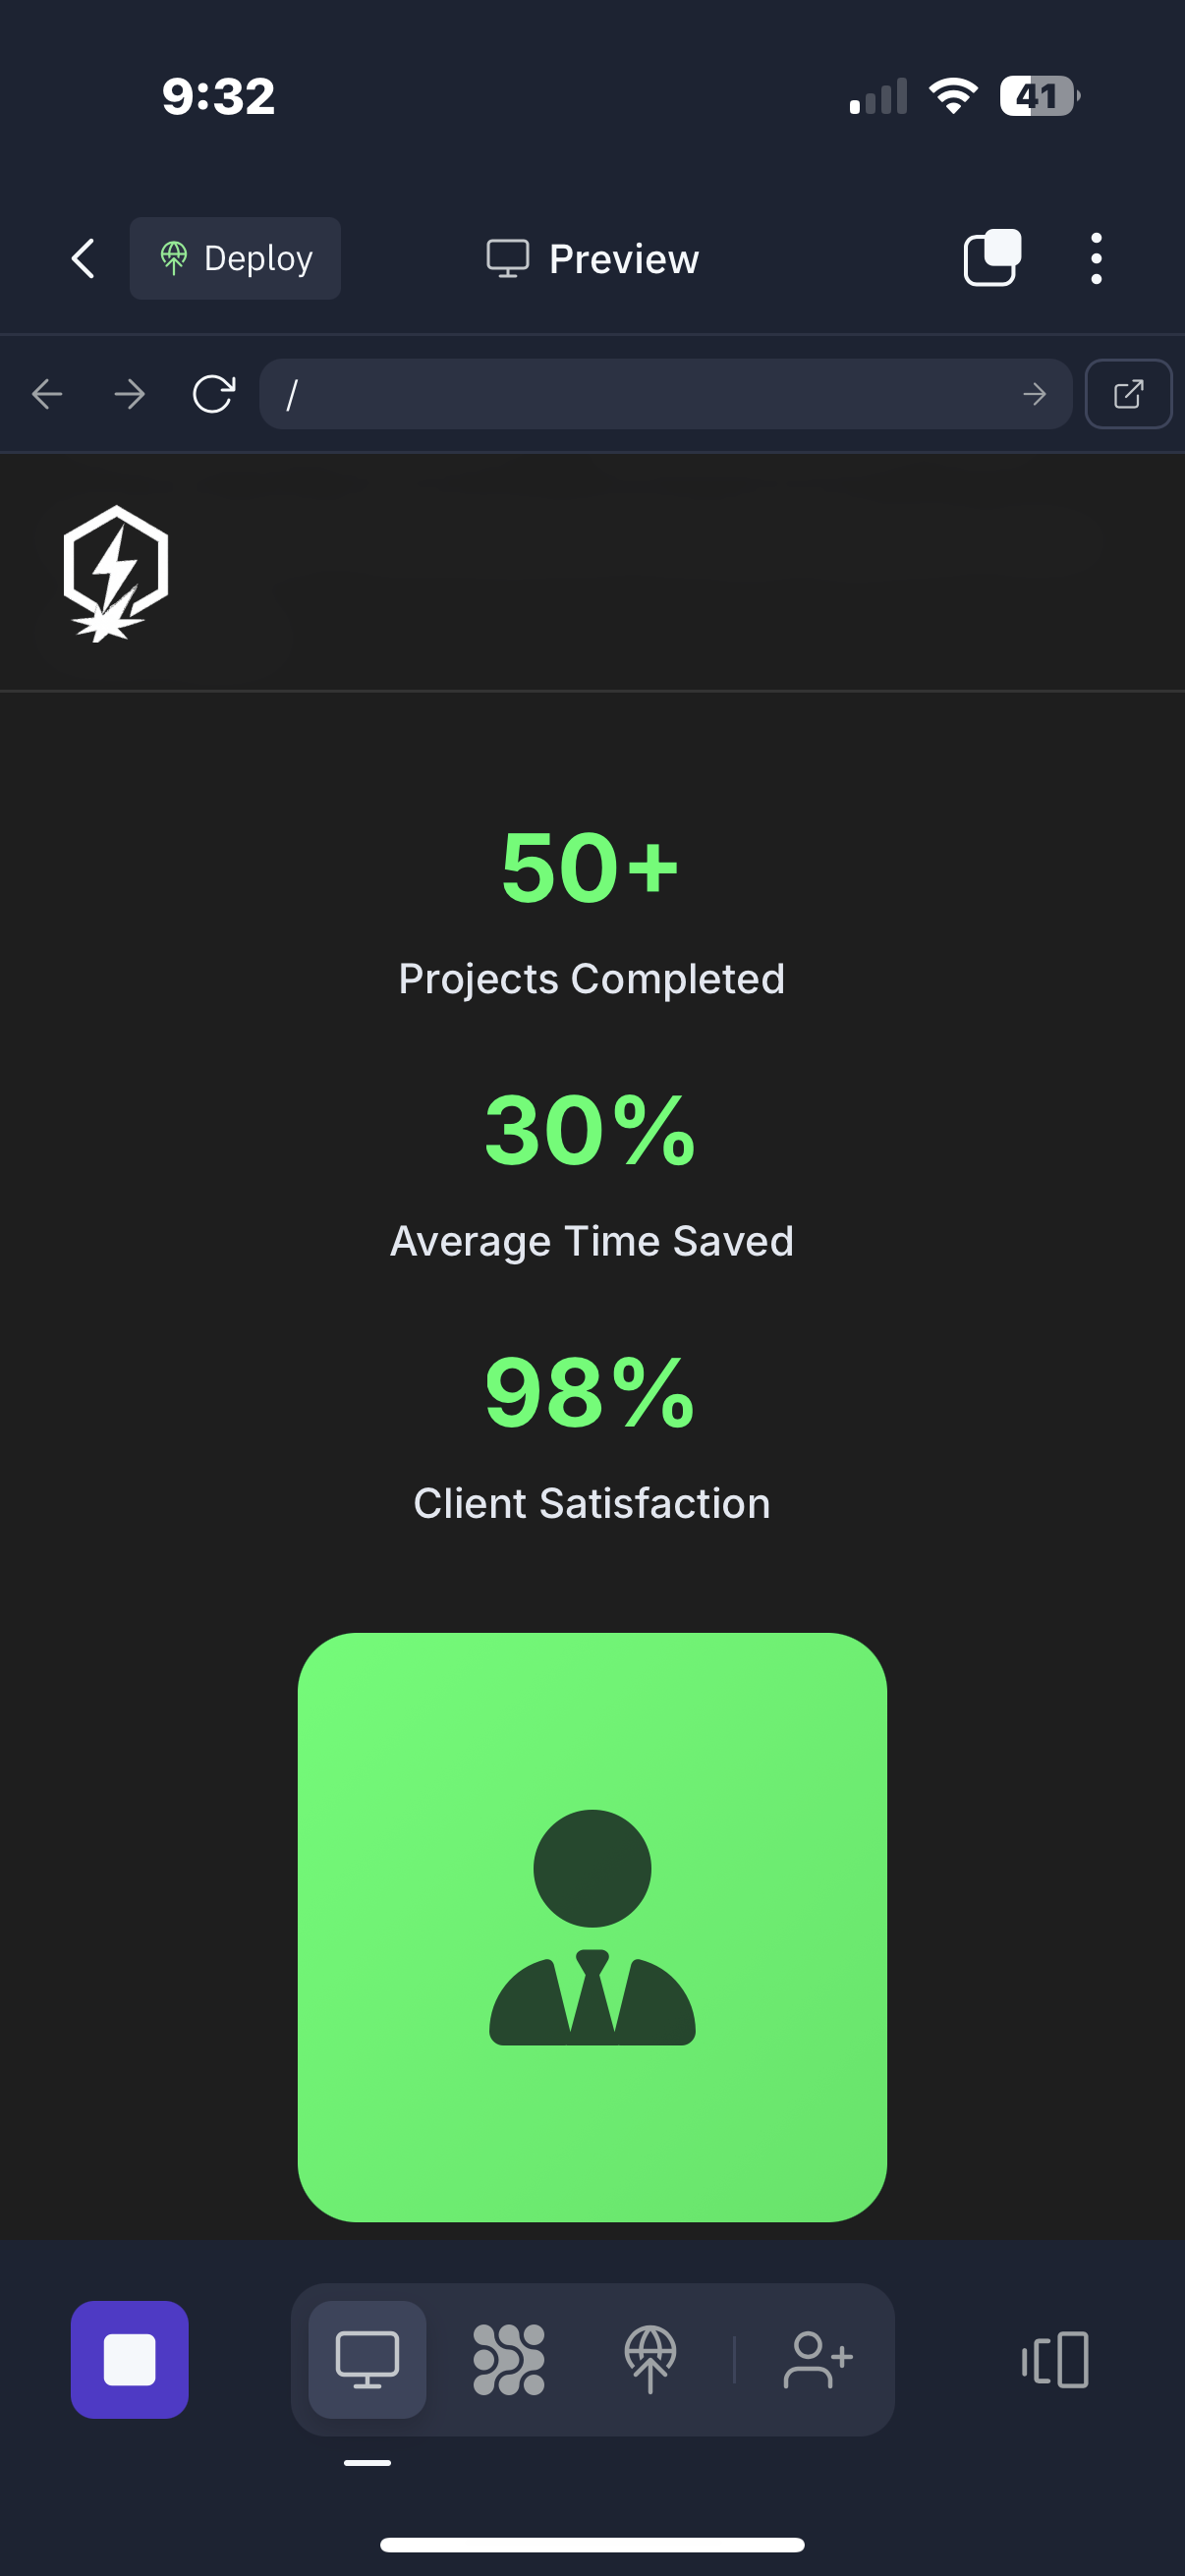 9:32
41
Deploy
Preview
/
50+
Projects Completed
30%
Average Time Saved
98%
Client Satisfaction